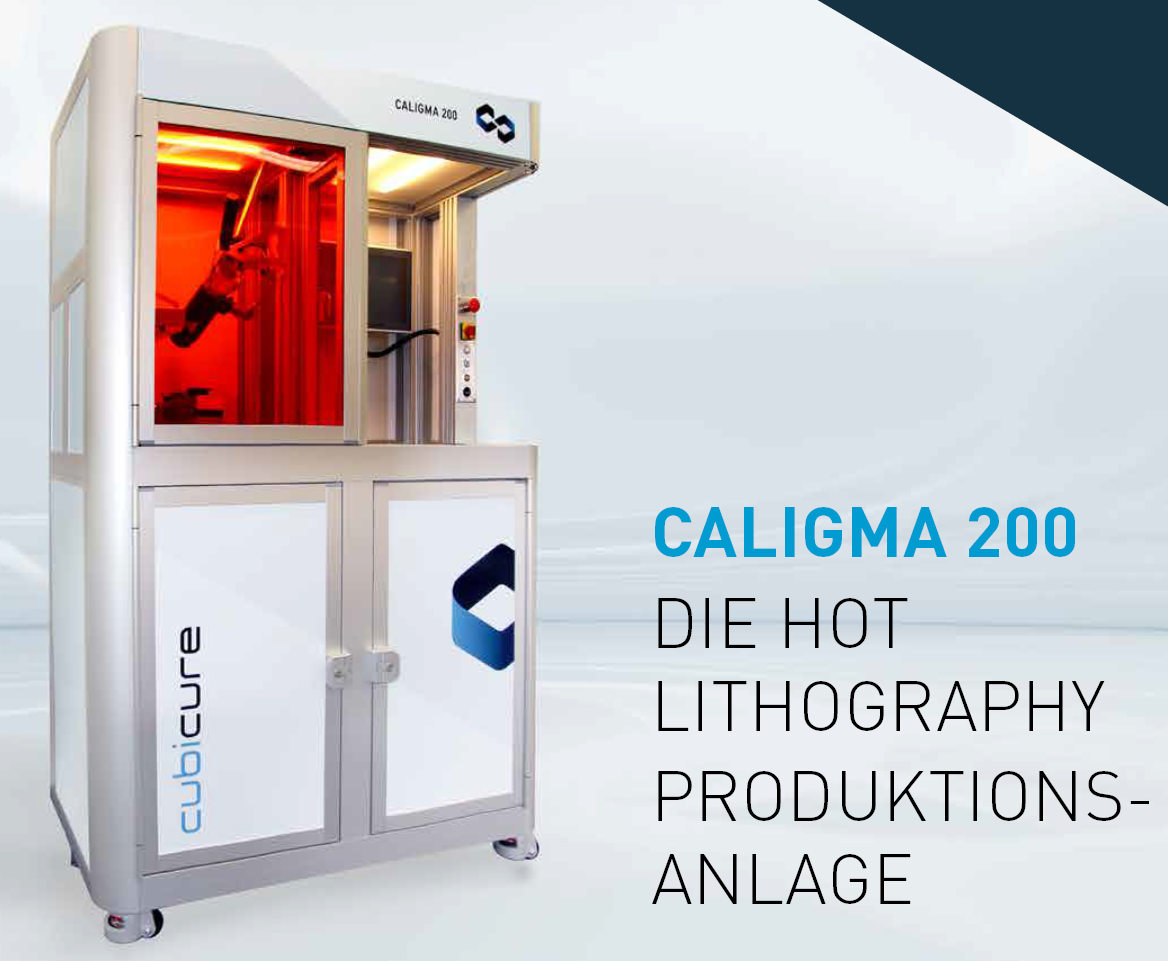 CALIGMA 200
cubicure
CALIGMA 200
DIE HOT
LITHOGRAPHY
PRODUKTIONS-
ANLAGE